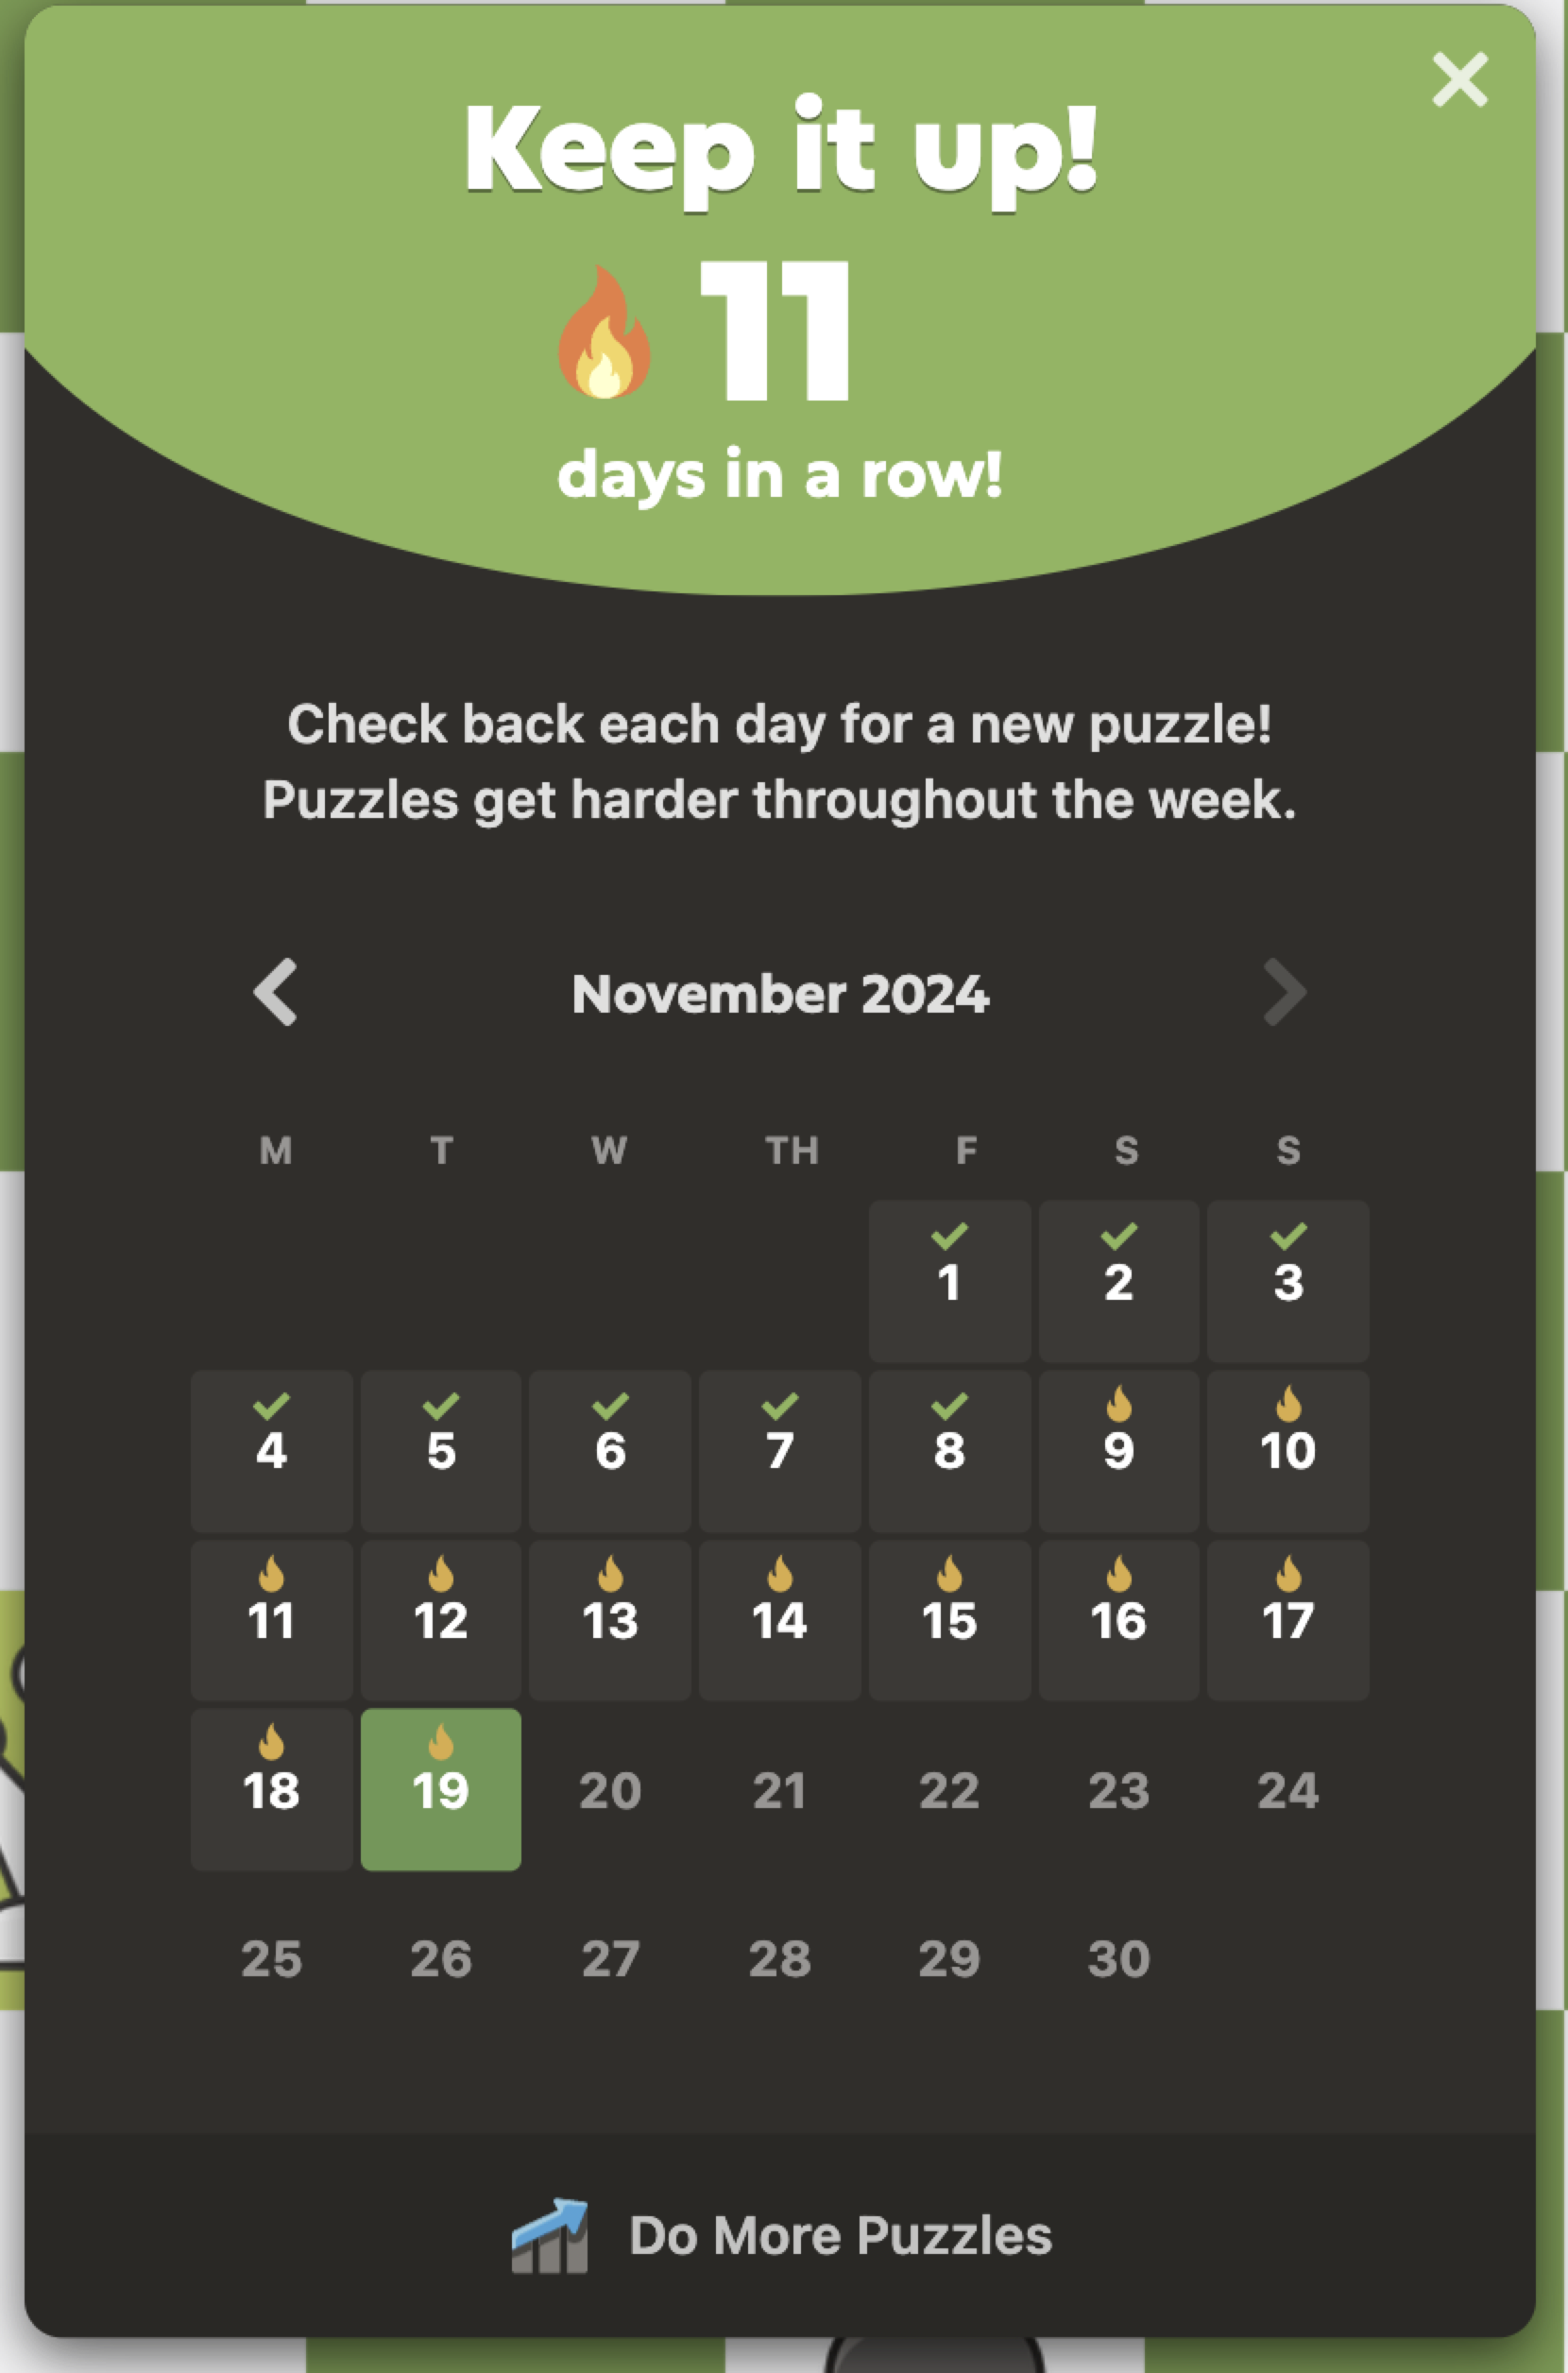 Keep it up!
11
days in a row!
Check back each day for a new puzzle!
Puzzles get harder throughout the week.
November 2024
M T W TH F S S
1 2 3
4 5 6 7 8 9 10
11 12 13 14 15 16 17
18 19 20 21 22 23 24
25 26 27 28 29 30
Do More Puzzles